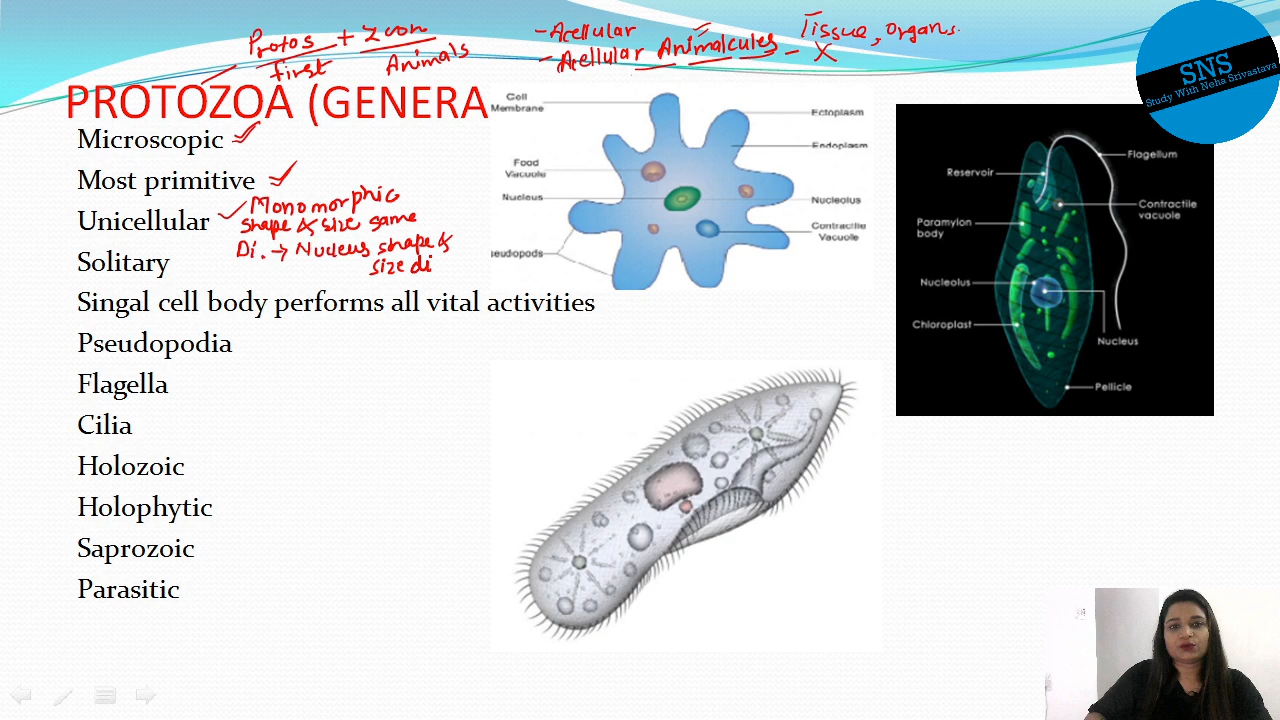 Protos + zoon
first Animals
- Acellular
- Acellular Animalcules - X
Tissue, organs.
SNS
Study With Neha Srivastava
PROTOZOA (GENERA
Microscopic
Most primitive
Unicellular
Monomorphic
shape & size same
Di. → Nucleus shape &
size di
Solitary
Singal cell body performs all vital activities
Pseudopodia
Flagella
Cilia
Holozoic
Holophytic
Saprozoic
Parasitic
Cell
Membrane
Food
Vacuole
Nucleus
seudopods
Ectoplasm
Endoplasm
Nucleolus
Contractile
Vacuole
Reservoir
Paramylon
body
Nucleolus
Chloroplast
Flagellum
Contractile
vacuole
Nucleus
Pellicle